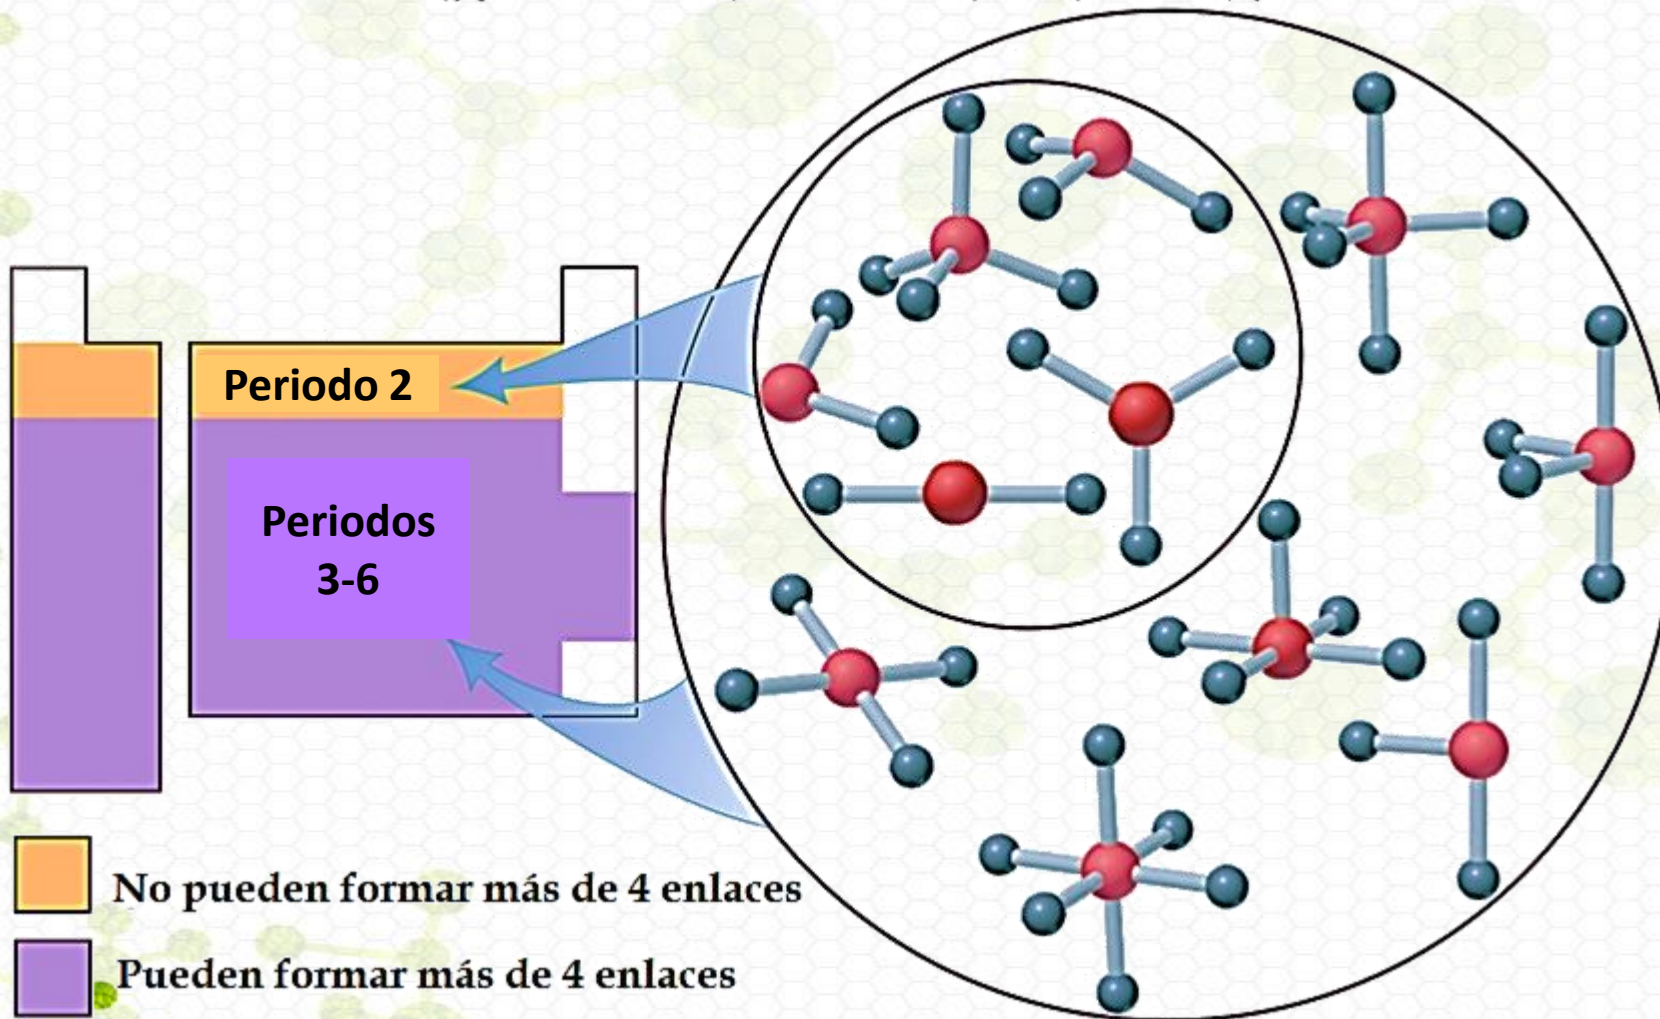 Periodo 2
Periodos
3-6
No pueden formar más de 4 enlaces
Pueden formar más de 4 enlaces